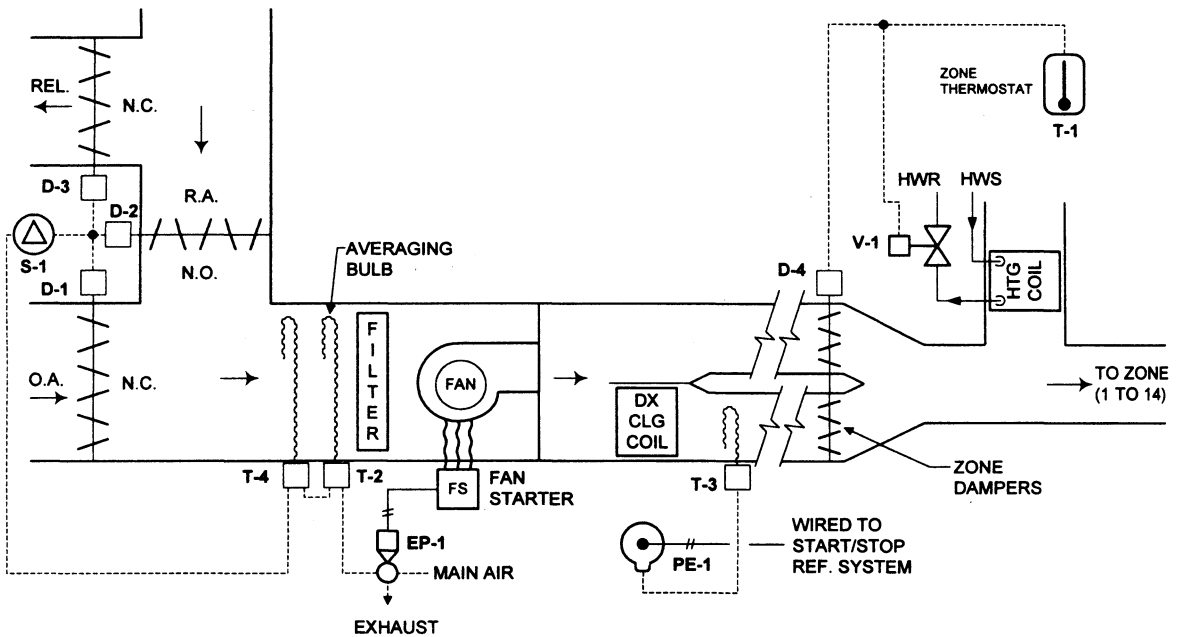 REL.
N.C.
ZONE
THERMOSTAT
T-1
D-3
D-2
R.A.
HWR
HWS
S-1
N.O.
AVERAGING
BULB
V-1
D-1
D-4
HTG
COIL
O.A.
N.C.
FILTER
FAN
DX
CLG
COIL
TO ZONE
(1 TO 14)
T-4
T-2
FS
FAN
STARTER
T-3
ZONE
DAMPERS
EP-1
MAIN AIR
PE-1
WIRED TO
START/STOP
REF. SYSTEM
EXHAUST